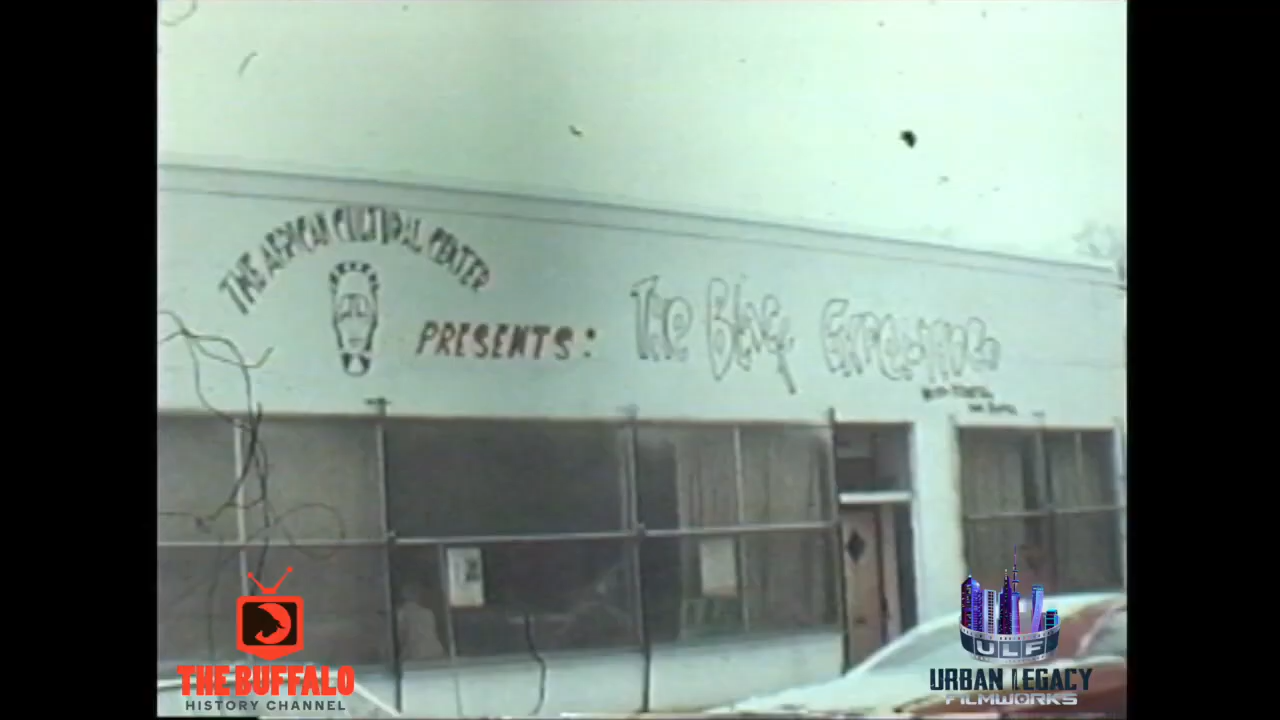 THE AFRICAN CULTURAL CENTER
PRESENTS:
THE BLACK EXPERIENCE
THE BUFFALO
HISTORY CHANNEL
ULF
URBAN LEGACY
FILMWORKS